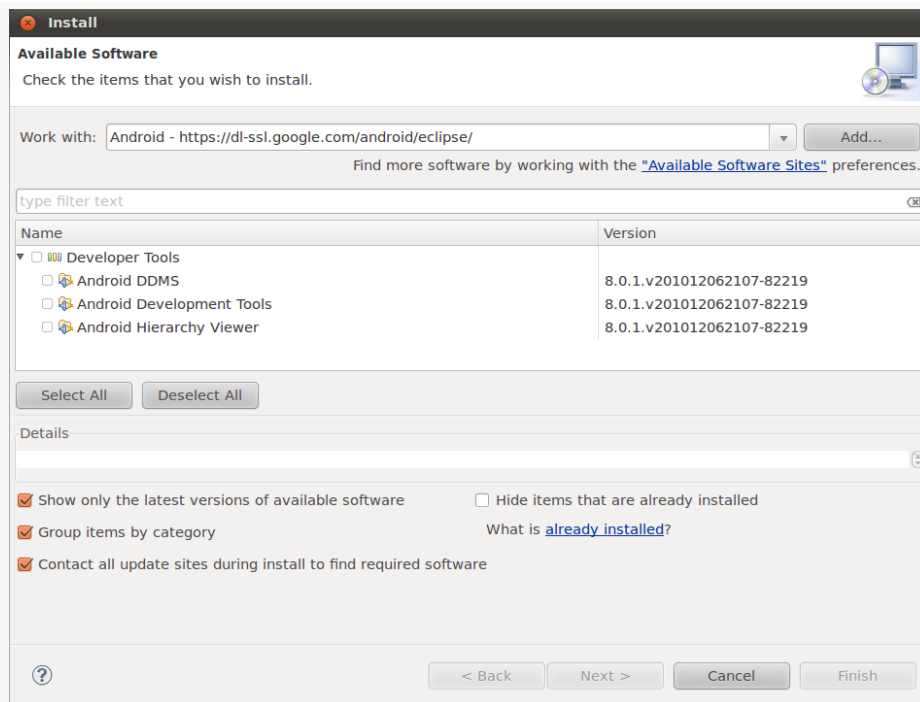 Install
Available Software
Check the items that you wish to install.
Work with: Android - https://dl-ssl.google.com/android/eclipse/ Add...
Find more software by working with the "Available Software Sites" preferences.
type filter text
Name Version
Developer Tools
Android DDMS 8.0.1.v201012062107-82219
Android Development Tools 8.0.1.v201012062107-82219
Android Hierarchy Viewer 8.0.1.v201012062107-82219
Select All Deselect All
Details
Show only the latest versions of available software Hide items that are already installed
Group items by category What is already installed?
Contact all update sites during install to find required software
? < Back Next > Cancel Finish